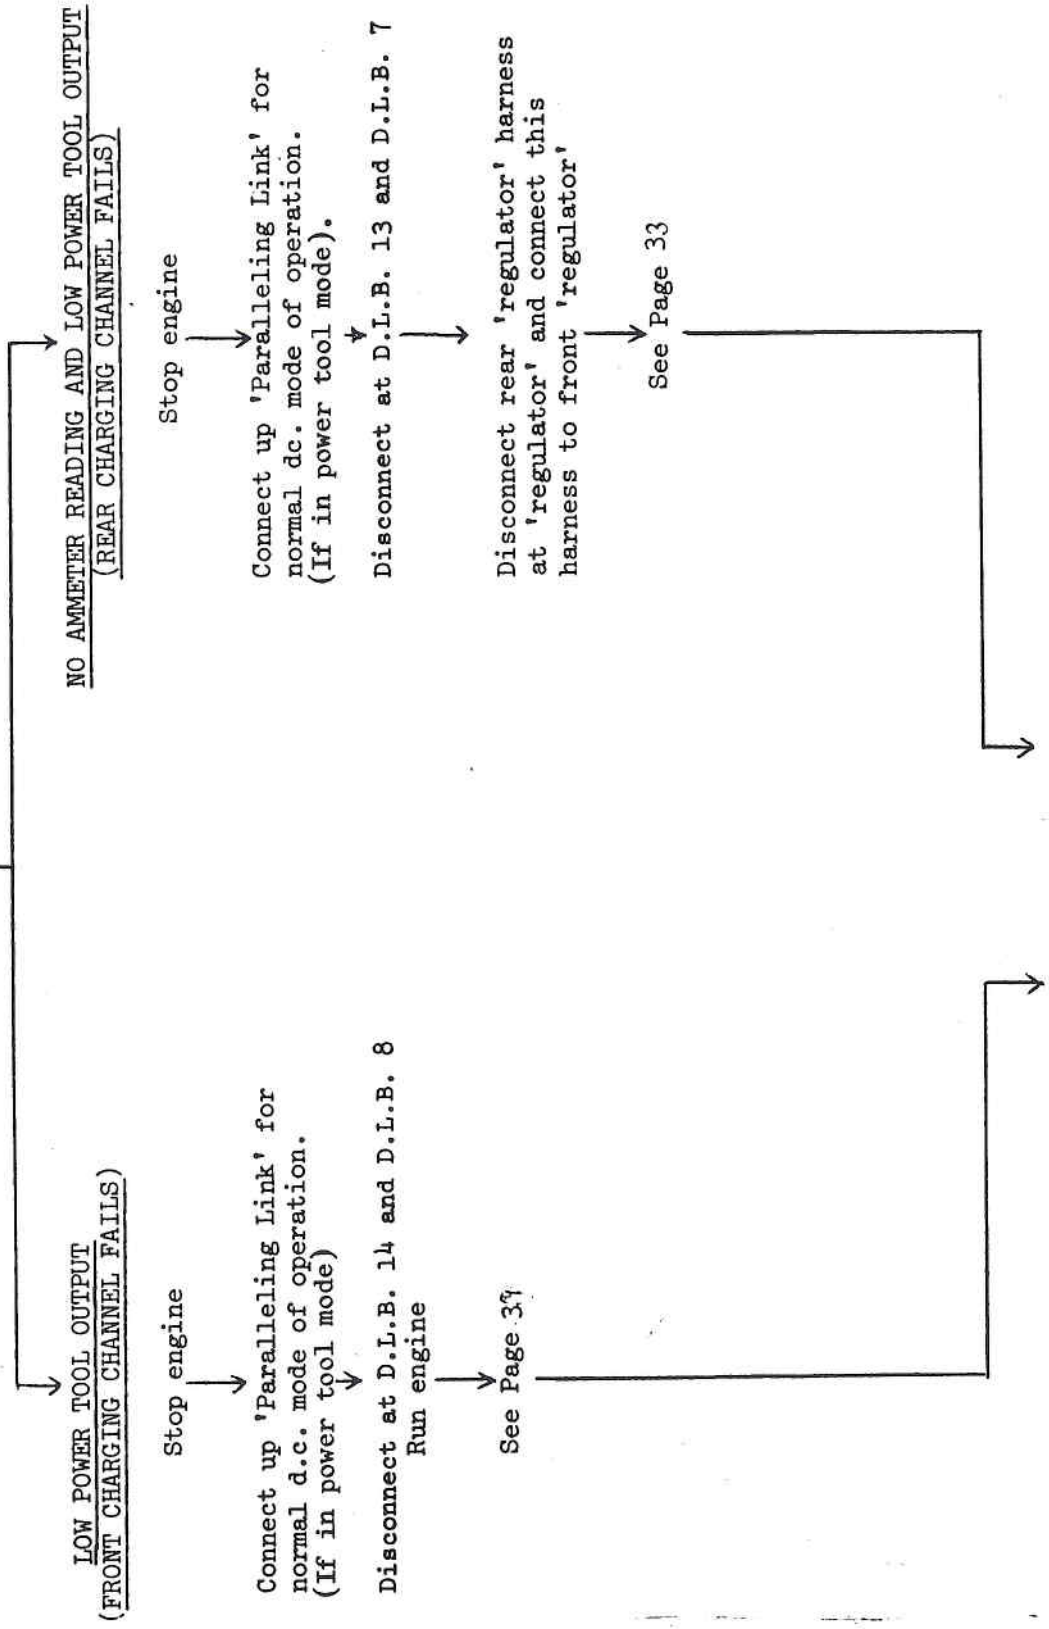 LOW POWER TOOL OUTPUT
(FRONT CHARGING CHANNEL FAILS)
Stop engine
Connect up 'Paralleling Link' for
normal d.c. mode of operation.
(If in power tool mode)
Disconnect at D.L.B. 14 and D.L.B. 8
Run engine
See Page
NO AMMETER READING AND LOW POWER TOOL OUTPUT
(REAR CHARGING CHANNEL FAILS)
Stop engine
Connect up 'Paralleling Link' for
normal dc. mode of operation.
(If in power tool mode).
Disconnect at D.L.B. 13 and D.L.B. 7
Disconnect rear 'regulator' harness
at 'regulator' and connect this
harness to front 'regulator'
See Page 33